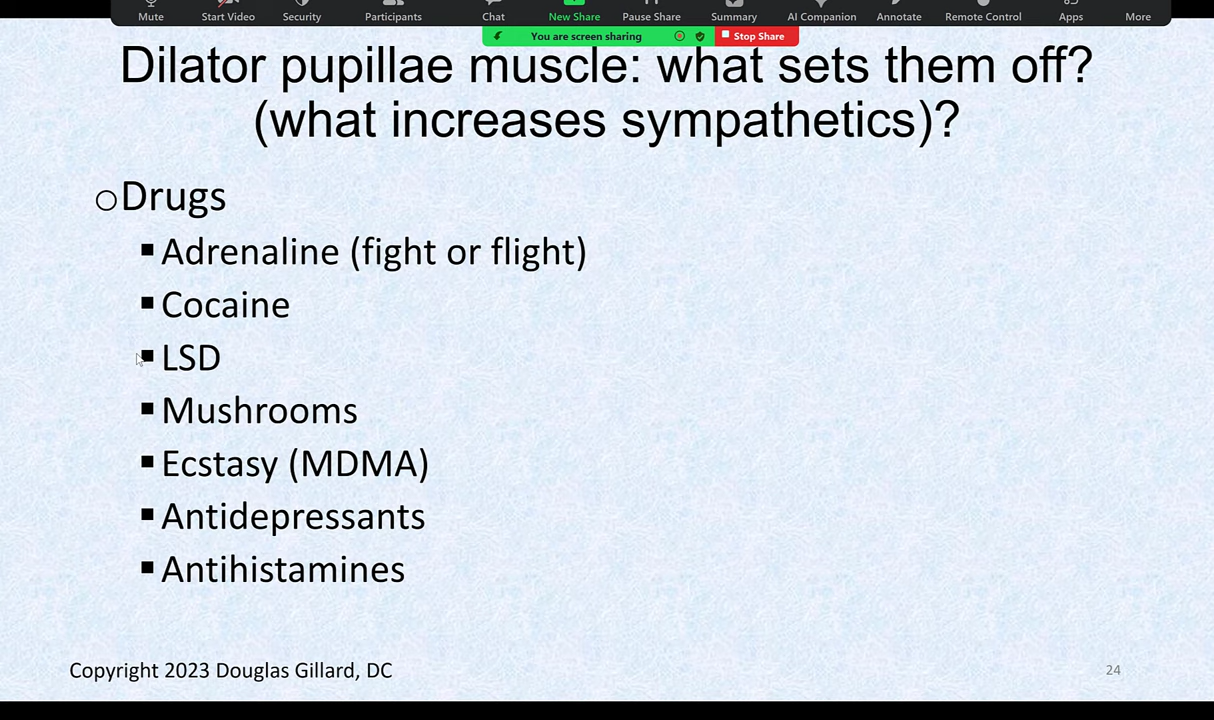 Mute Start Video Security Participants Chat New Share Pause Share Summary AI Companion Annotate Remote Control Apps More
You are screen sharing Stop Share
Dilator pupillae muscle: what sets them off?
(what increases sympathetics)?
Drugs
Adrenaline (fight or flight)
Cocaine
LSD
Mushrooms
Ecstasy (MDMA)
Antidepressants
Antihistamines
Copyright 2023 Douglas Gillard, DC 24